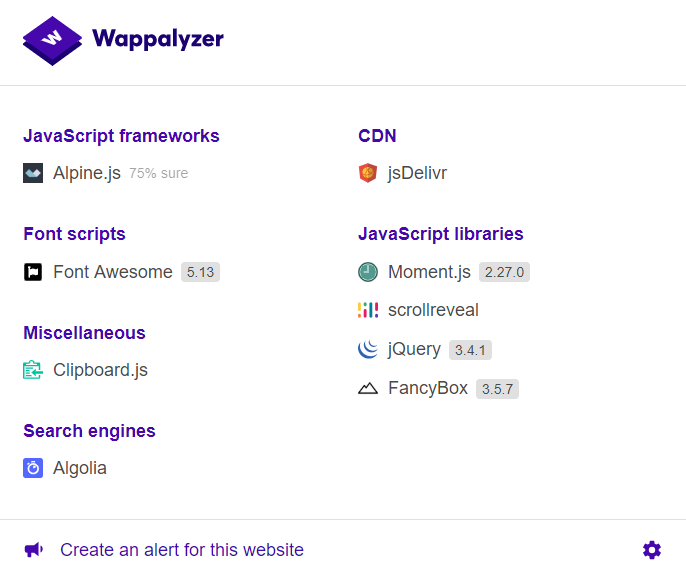 Wappalyzer
JavaScript frameworks
Alpine.js 75% sure
Font scripts
Font Awesome 5.13
Miscellaneous
Clipboard.js
Search engines
Algolia
CDN
jsDelivr
JavaScript libraries
Moment.js 2.27.0
scrollreveal
jQuery 3.4.1
FancyBox 3.5.7
Create an alert for this website